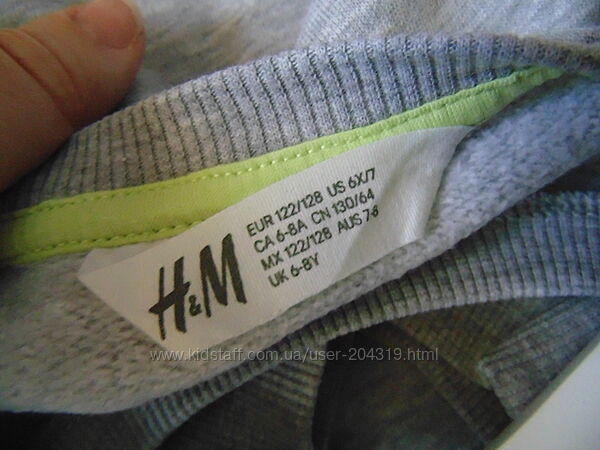 H&M
EUR 122/128 US 6X/7
CA 6-8A CN 130/64
MX 122/128 AUS 7-8
UK 6-8Y
www.kidstaff.com.ua/user-204319.html